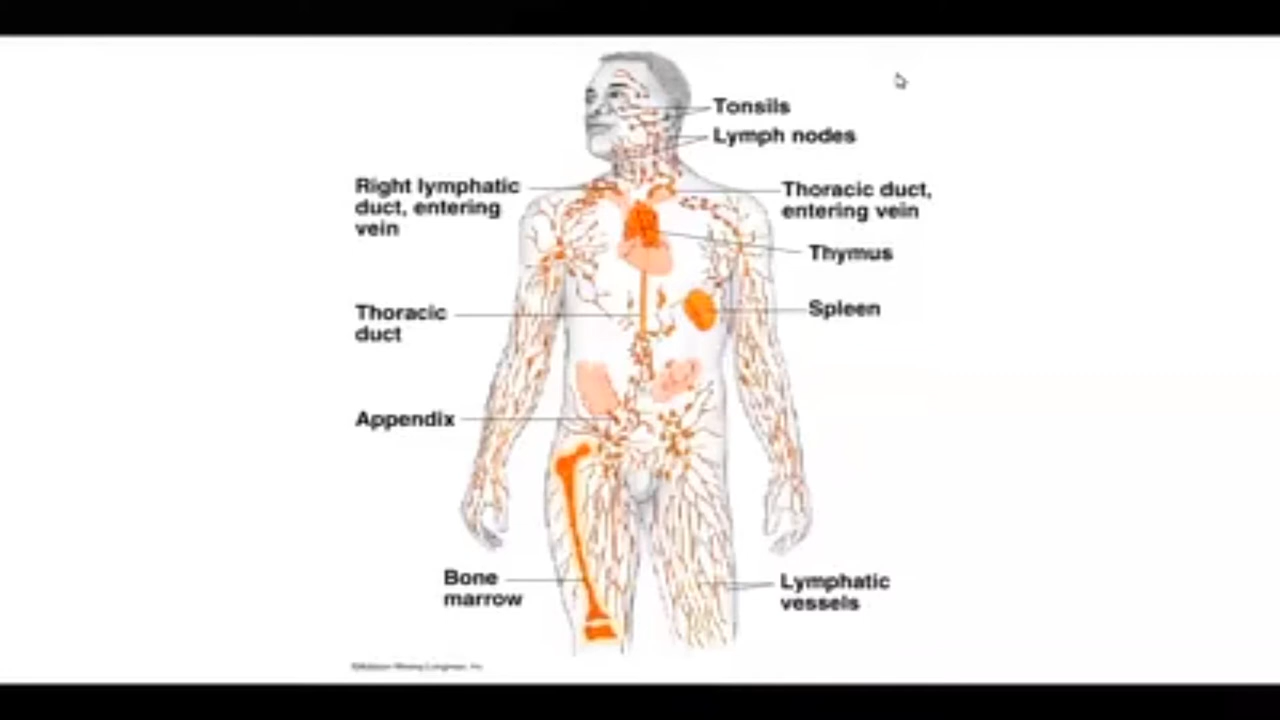 Tonsils
Lymph nodes
Right lymphatic
duct, entering
vein
Thoracic duct,
entering vein
Thymus
Thoracic
duct
Spleen
Appendix
Bone
marrow
Lymphatic
vessels